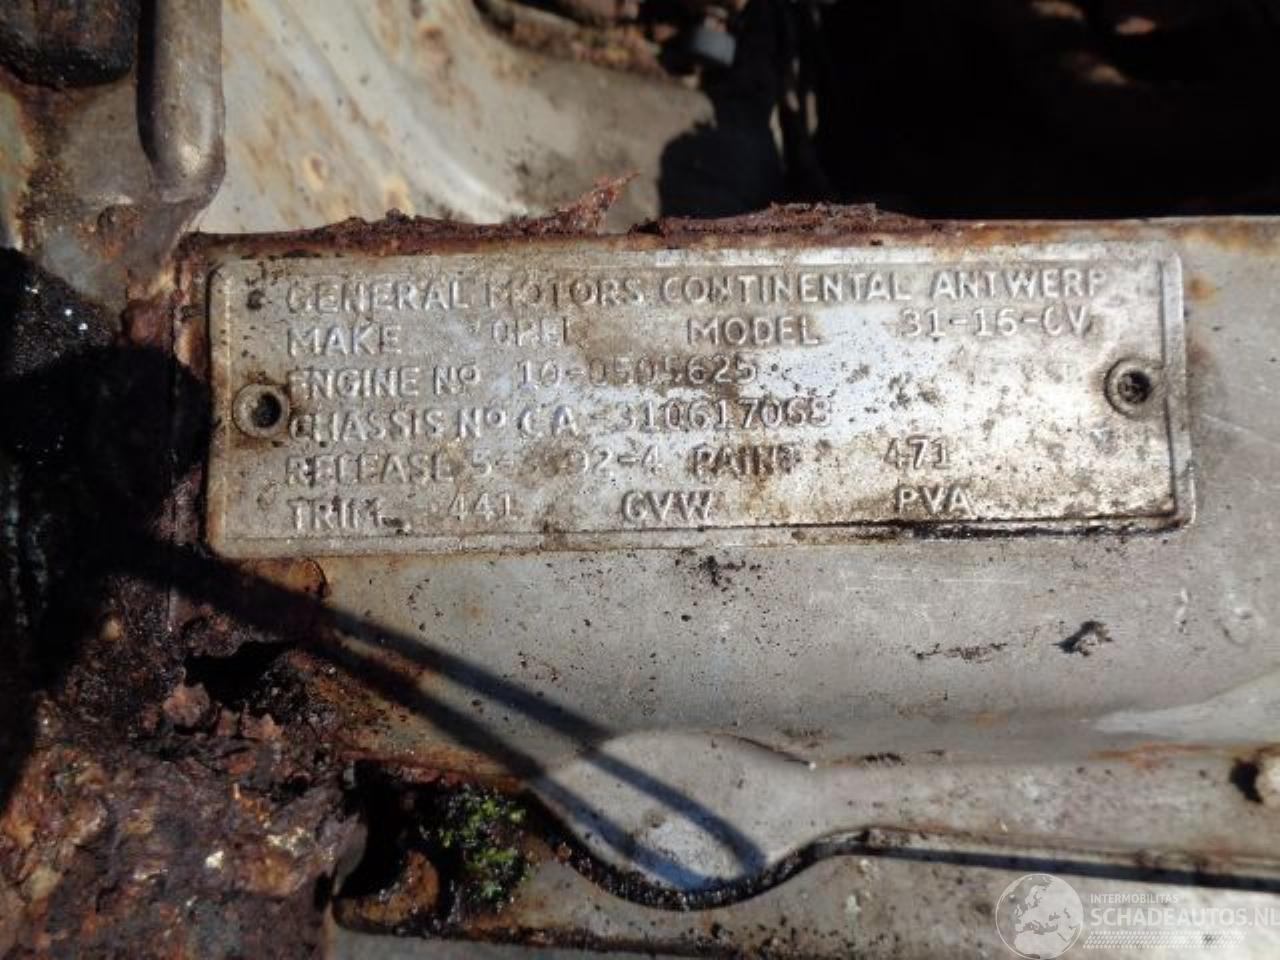 GENERAL MOTORS CONTINENTAL ANTWERP
MAKE OPEL MODEL 31-16-CV
ENGINE Nº 10-0505625
CHASSIS Nº CA-310617068
RELEASE PAINT 471
TRIM 441 GVW PVA
INTERMOBILITAS
SCHADEAUTOS.NL